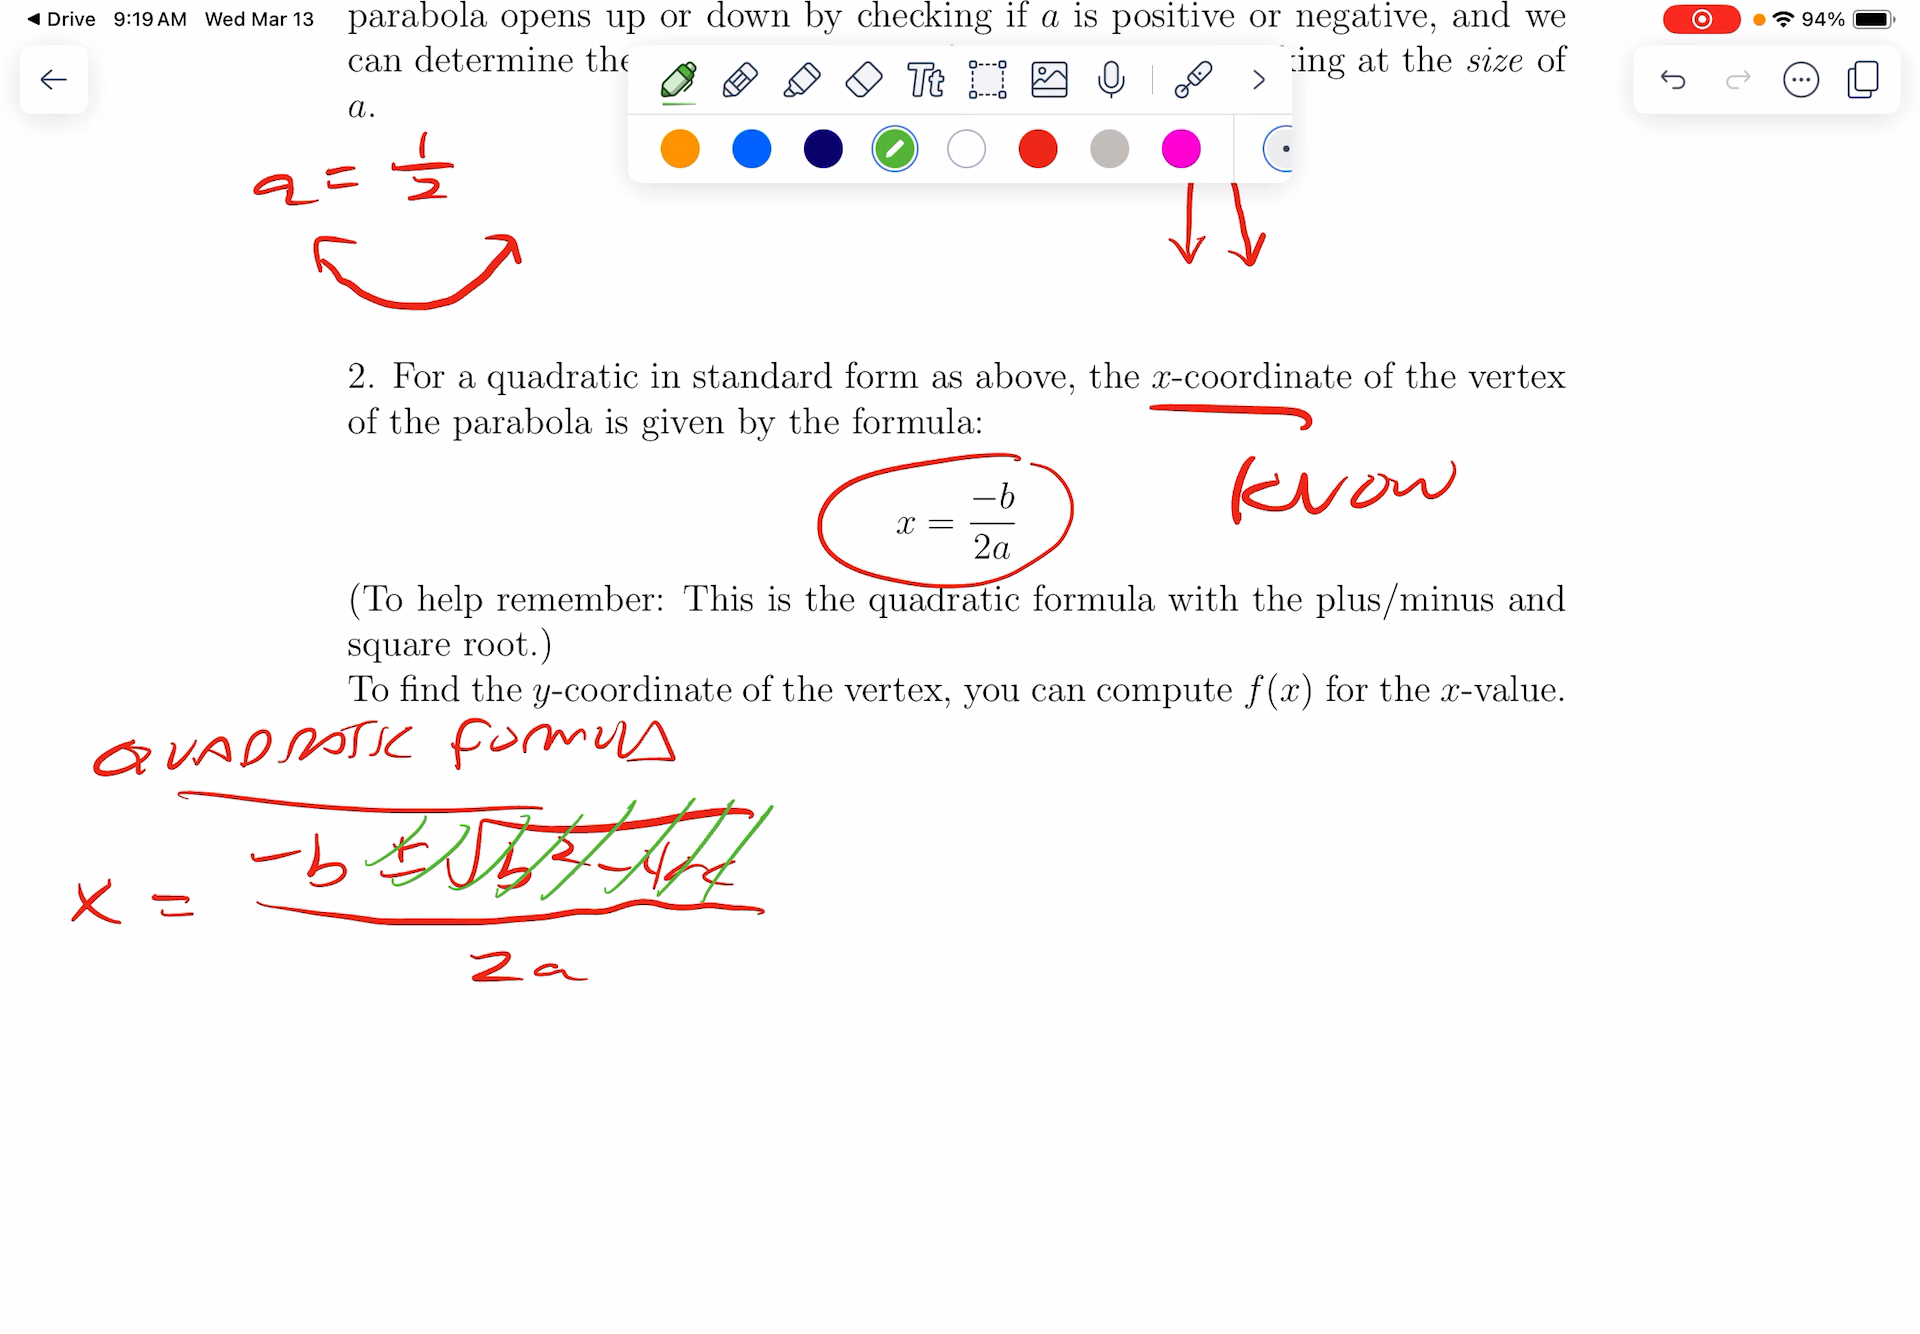 ◀ Drive 9:19 AM Wed Mar 13
94%
parabola opens up or down by checking if a is positive or negative, and we
can determine the
ing at the size of
a.
Tt
a = 1/2
2. For a quadratic in standard form as above, the x-coordinate of the vertex
of the parabola is given by the formula:
x = -b/2a
KNOW
(To help remember: This is the quadratic formula with the plus/minus and
square root.)
To find the y-coordinate of the vertex, you can compute f(x) for the x-value.
QUADRATIC FORMULA
x = (-b ± √(b² - 4ac))/2a